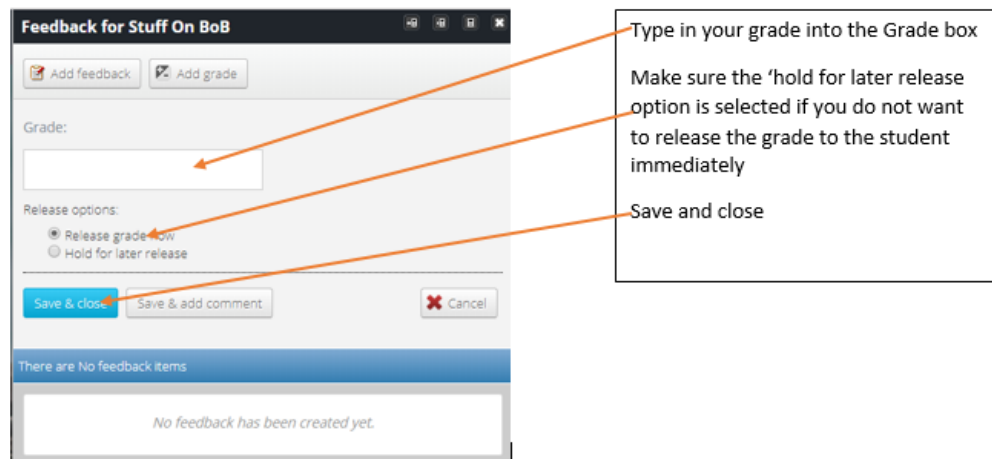 Feedback for Stuff On BoB
Add feedback
Add grade
Grade:
Release options:
Release grade now
Hold for later release
Save & close
Save & add comment
Cancel
There are No feedback items
No feedback has been created yet.
Type in your grade into the Grade box
Make sure the ‘hold for later release
option is selected if you do not want
to release the grade to the student
immediately
Save and close